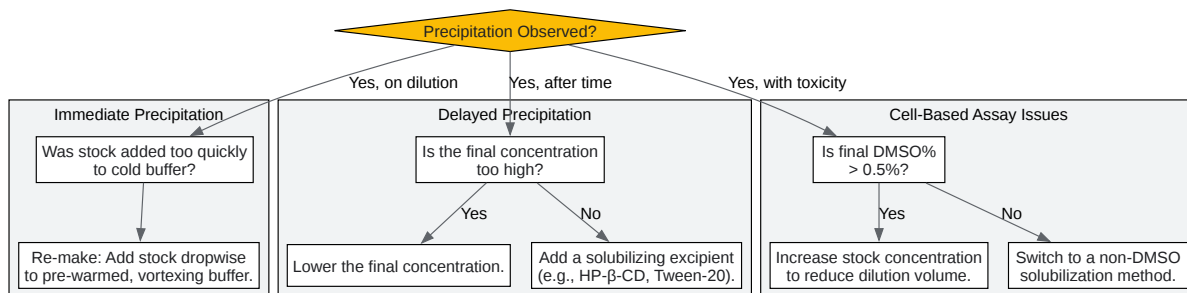 Precipitation Observed?
Yes, on dilution
Yes, after time
Yes, with toxicity
Immediate Precipitation
Was stock added too quickly
to cold buffer?
Re-make: Add stock dropwise
to pre-warmed, vortexing buffer.
Delayed Precipitation
Is the final concentration
too high?
Yes
No
Lower the final concentration.
Add a solubilizing excipient
(e.g., HP-β-CD, Tween-20).
Cell-Based Assay Issues
Is final DMSO%
> 0.5%?
Yes
No
Increase stock concentration
to reduce dilution volume.
Switch to a non-DMSO
solubilization method.